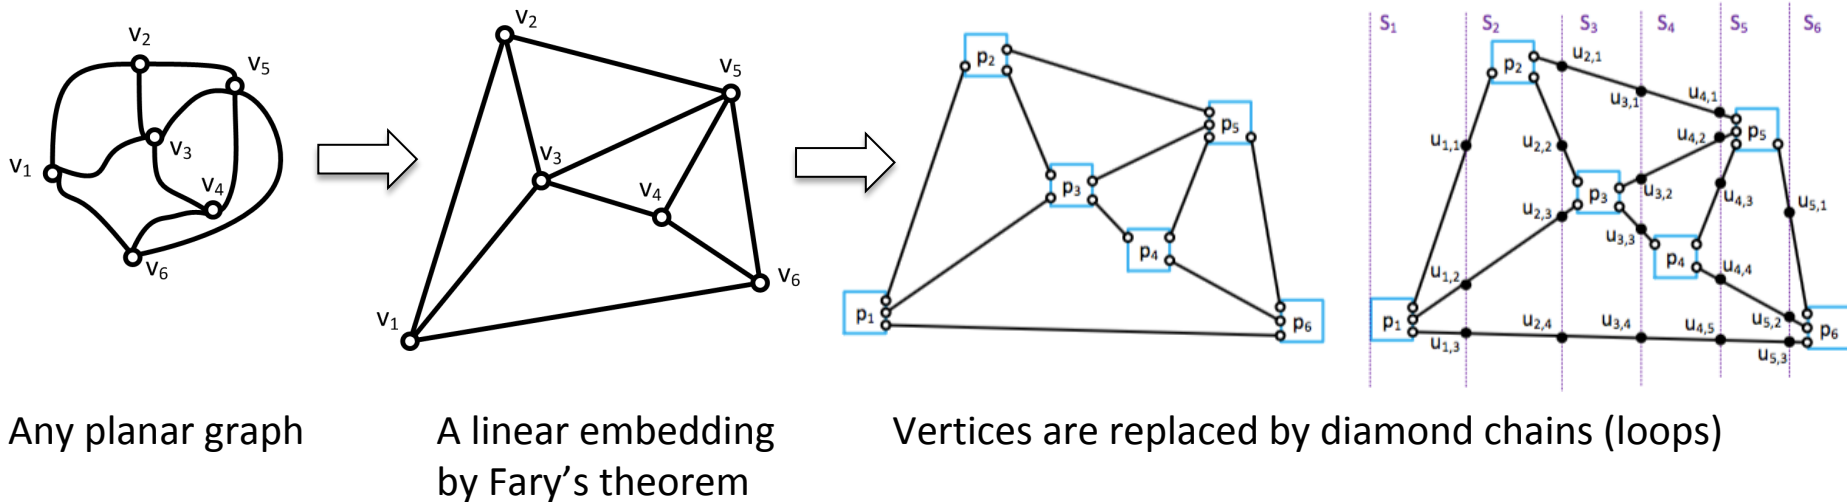 v2
v5
v3
v1
v4
v6
v2
v5
v3
v4
v6
v1
p2
p5
p3
p4
p1
p6
S1 S2 S3 S4 S5 S6
u2,1
p2
u3,1
u4,1
u4,2
p5
u1,1
u2,2
p3
u3,2
u4,3
u5,1
u2,3
u3,3
p4
u4,4
u1,2
p1
u2,4
u3,4
u4,5
u5,2
p6
u1,3
u5,3
Any planar graph
A linear embedding
by Fary’s theorem
Vertices are replaced by diamond chains (loops)